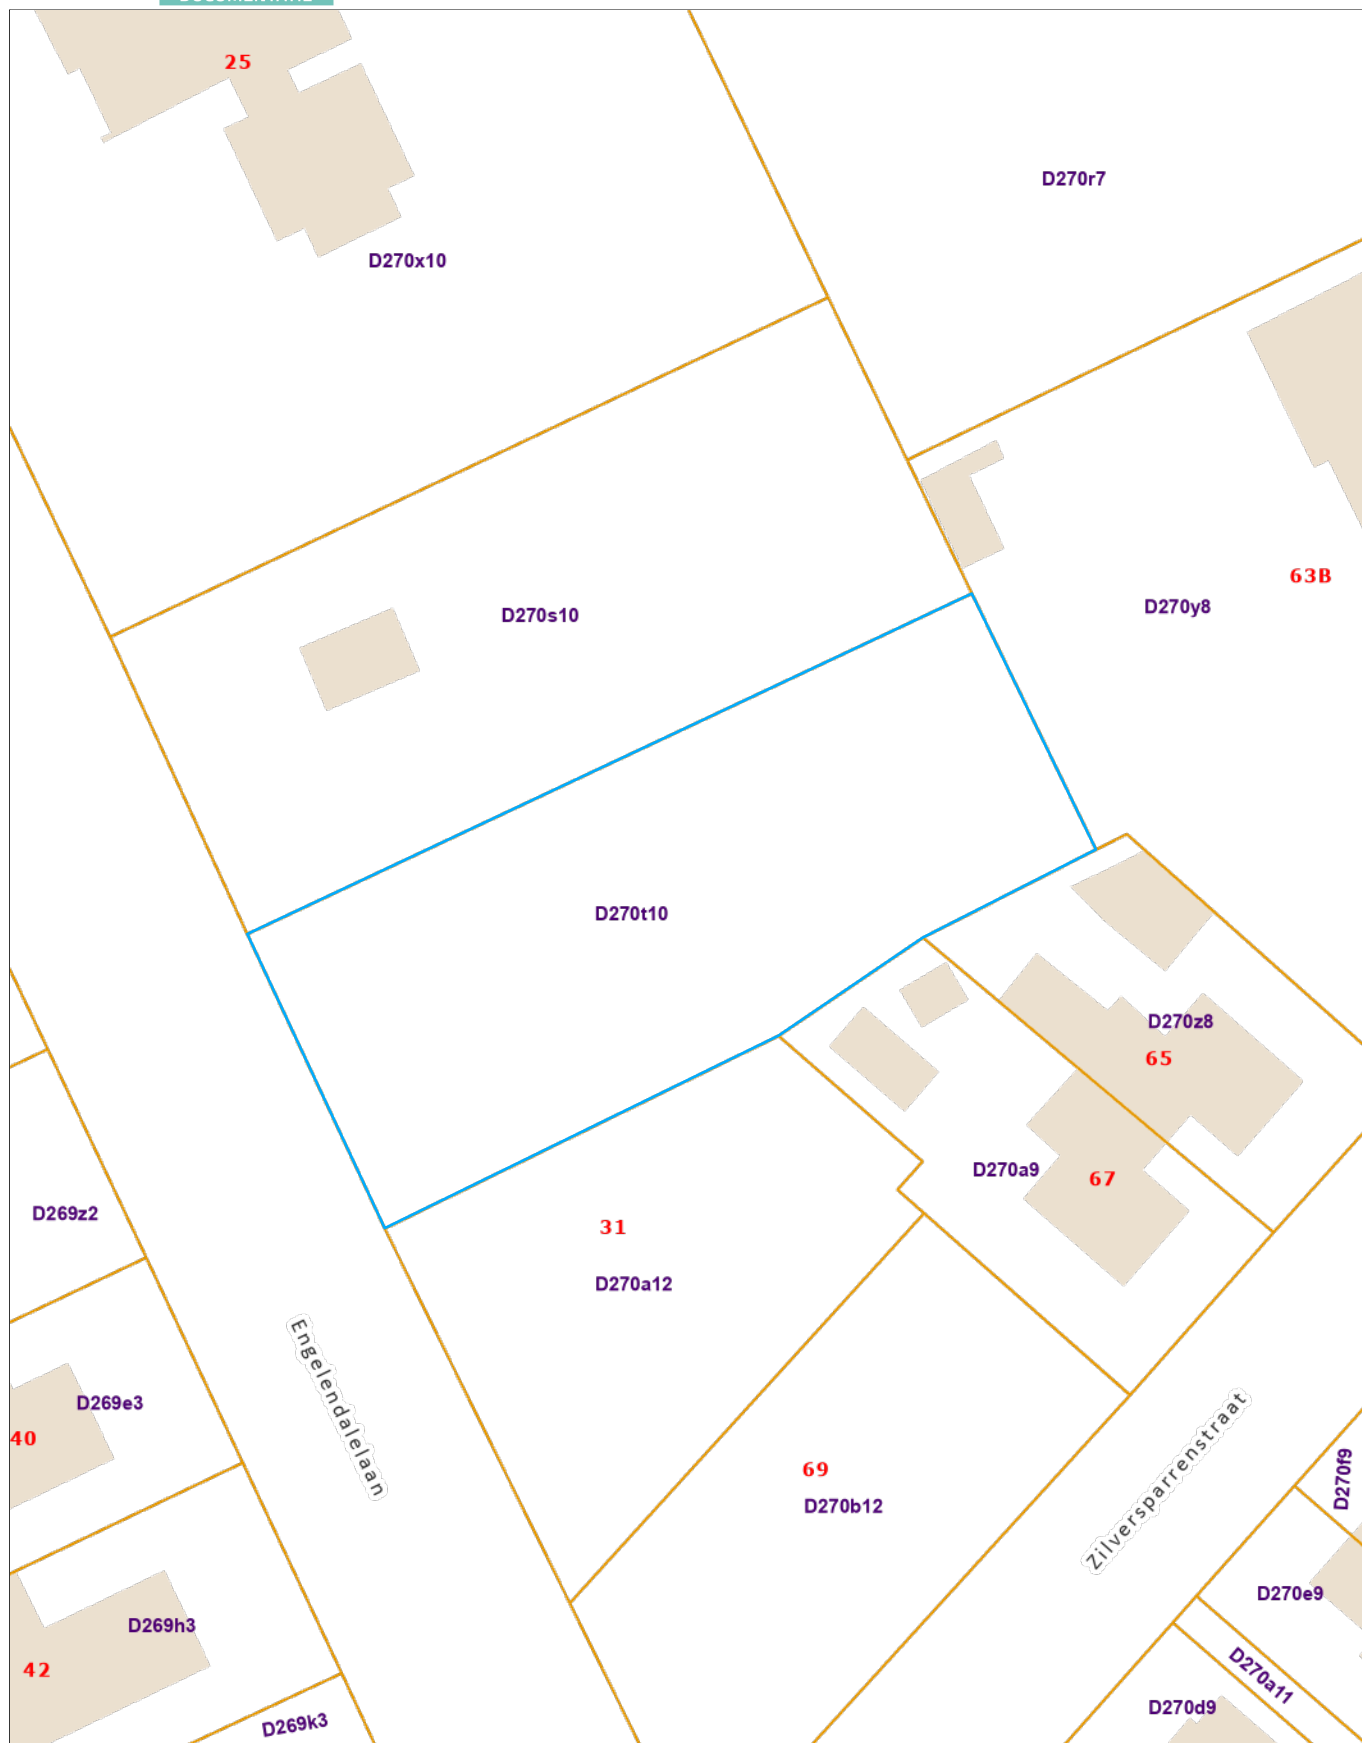 25
D270r7
D270x10
63B
D270y8
D270s10
D270t10
D270z8
65
D270a9
67
D269z2
31
D270a12
Engelendalelaan
D269e3
40
Zilversparrenstraat
69
D270b12
D270f9
D270e9
D269h3
42
D270a11
D270d9
D269k3